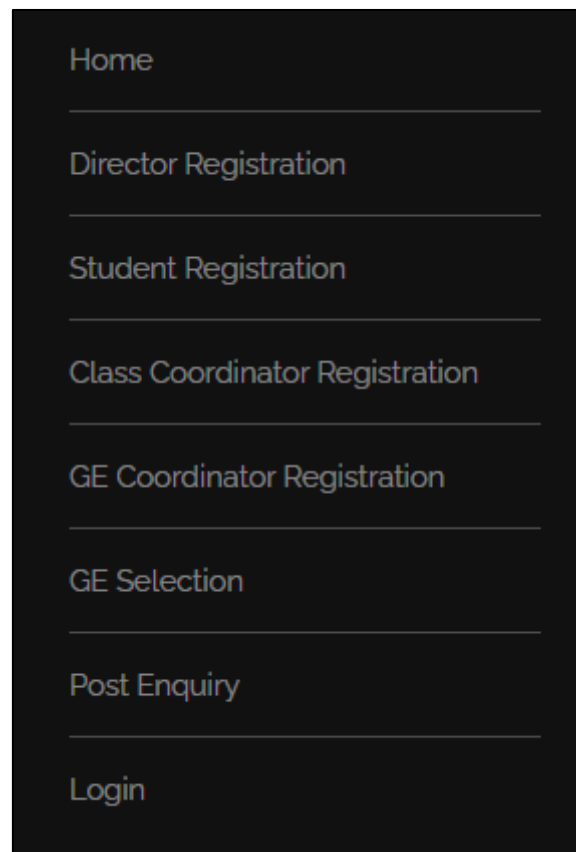 Home
Director Registration
Student Registration
Class Coordinator Registration
GE Coordinator Registration
GE Selection
Post Enquiry
Login